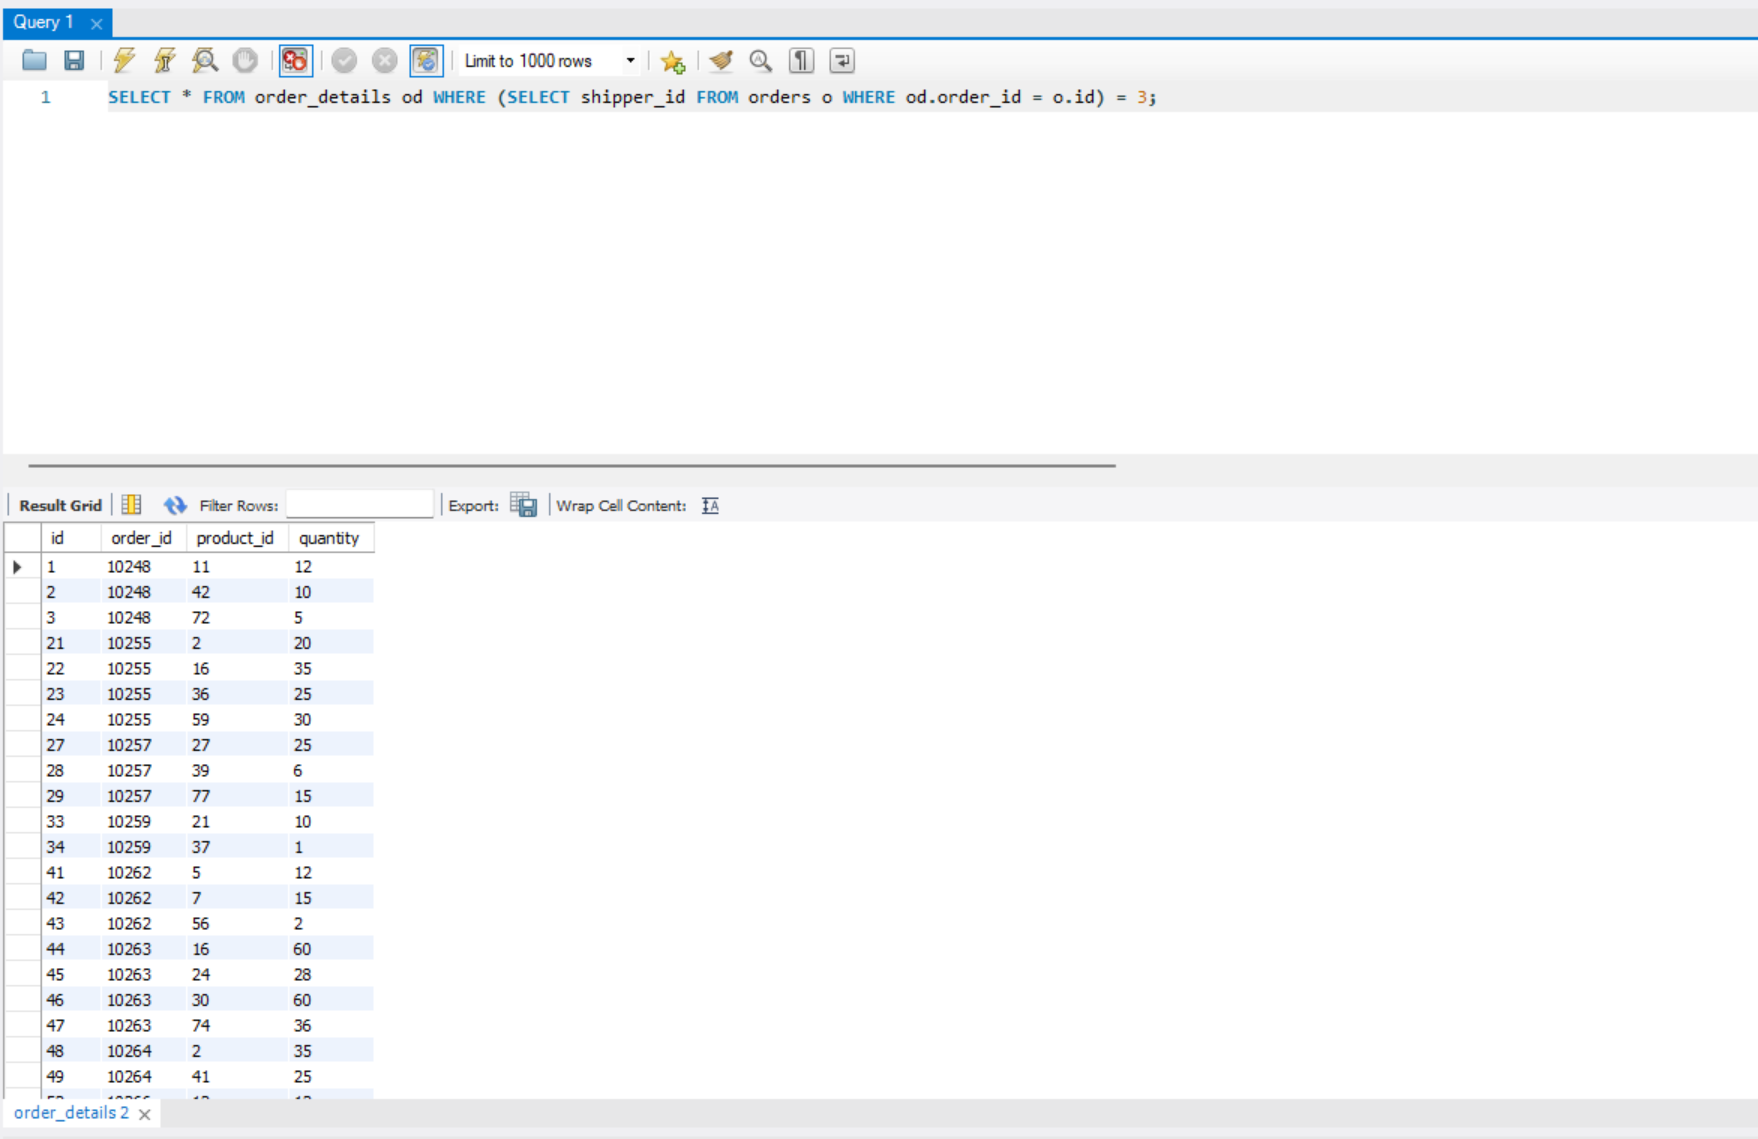 Query 1
Limit to 1000 rows
1 SELECT * FROM order_details od WHERE (SELECT shipper_id FROM orders o WHERE od.order_id = o.id) = 3;
Result Grid Filter Rows: Export: Wrap Cell Content:
id order_id product_id quantity
1 10248 11 12
2 10248 42 10
3 10248 72 5
21 10255 2 20
22 10255 16 35
23 10255 36 25
24 10255 59 30
27 10257 27 25
28 10257 39 6
29 10257 77 15
33 10259 21 10
34 10259 37 1
41 10262 5 12
42 10262 7 15
43 10262 56 2
44 10263 16 60
45 10263 24 28
46 10263 30 60
47 10263 74 36
48 10264 2 35
49 10264 41 25
order_details 2